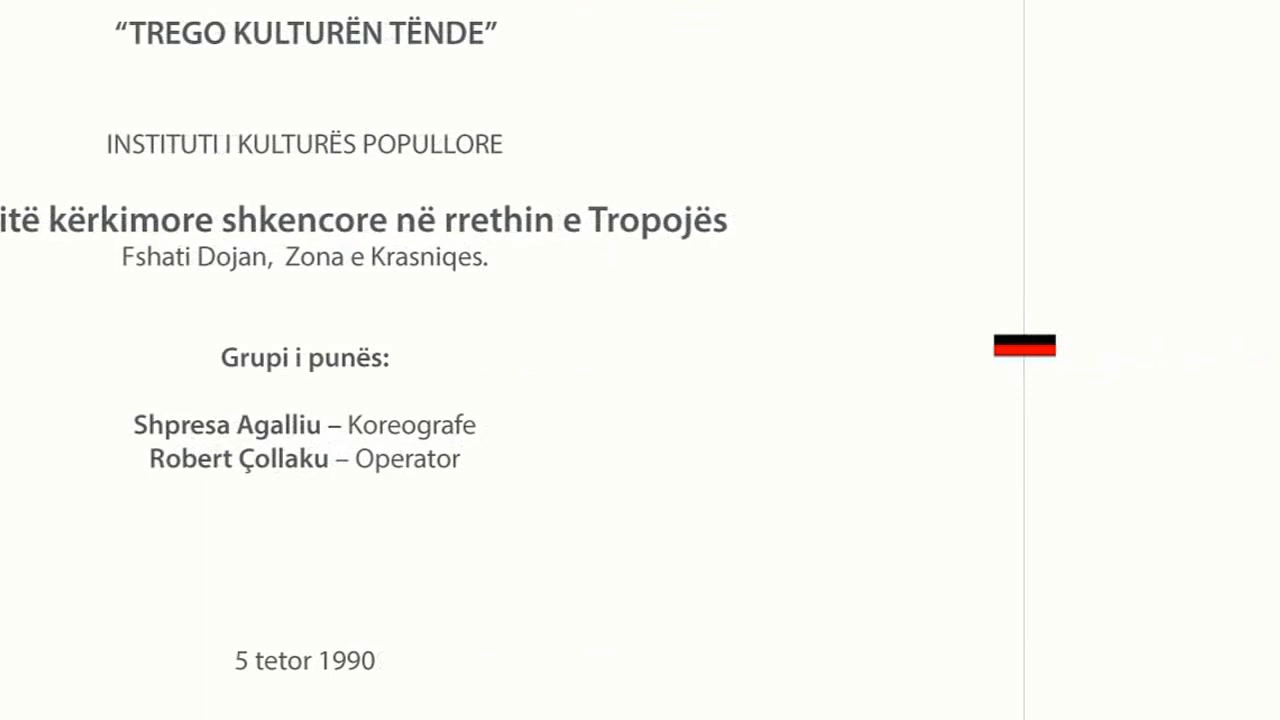 “TREGO KULTURËN TËNDE”
INSTITUTI I KULTURËS POPULLORE
kërkimore shkencore në rrethin e Tropojës
Fshati Dojan, Zona e Krasniqes.
Grupi i punës:
Shpresa Agalliu – Koreografe
Robert Çollaku – Operator
5 tetor 1990